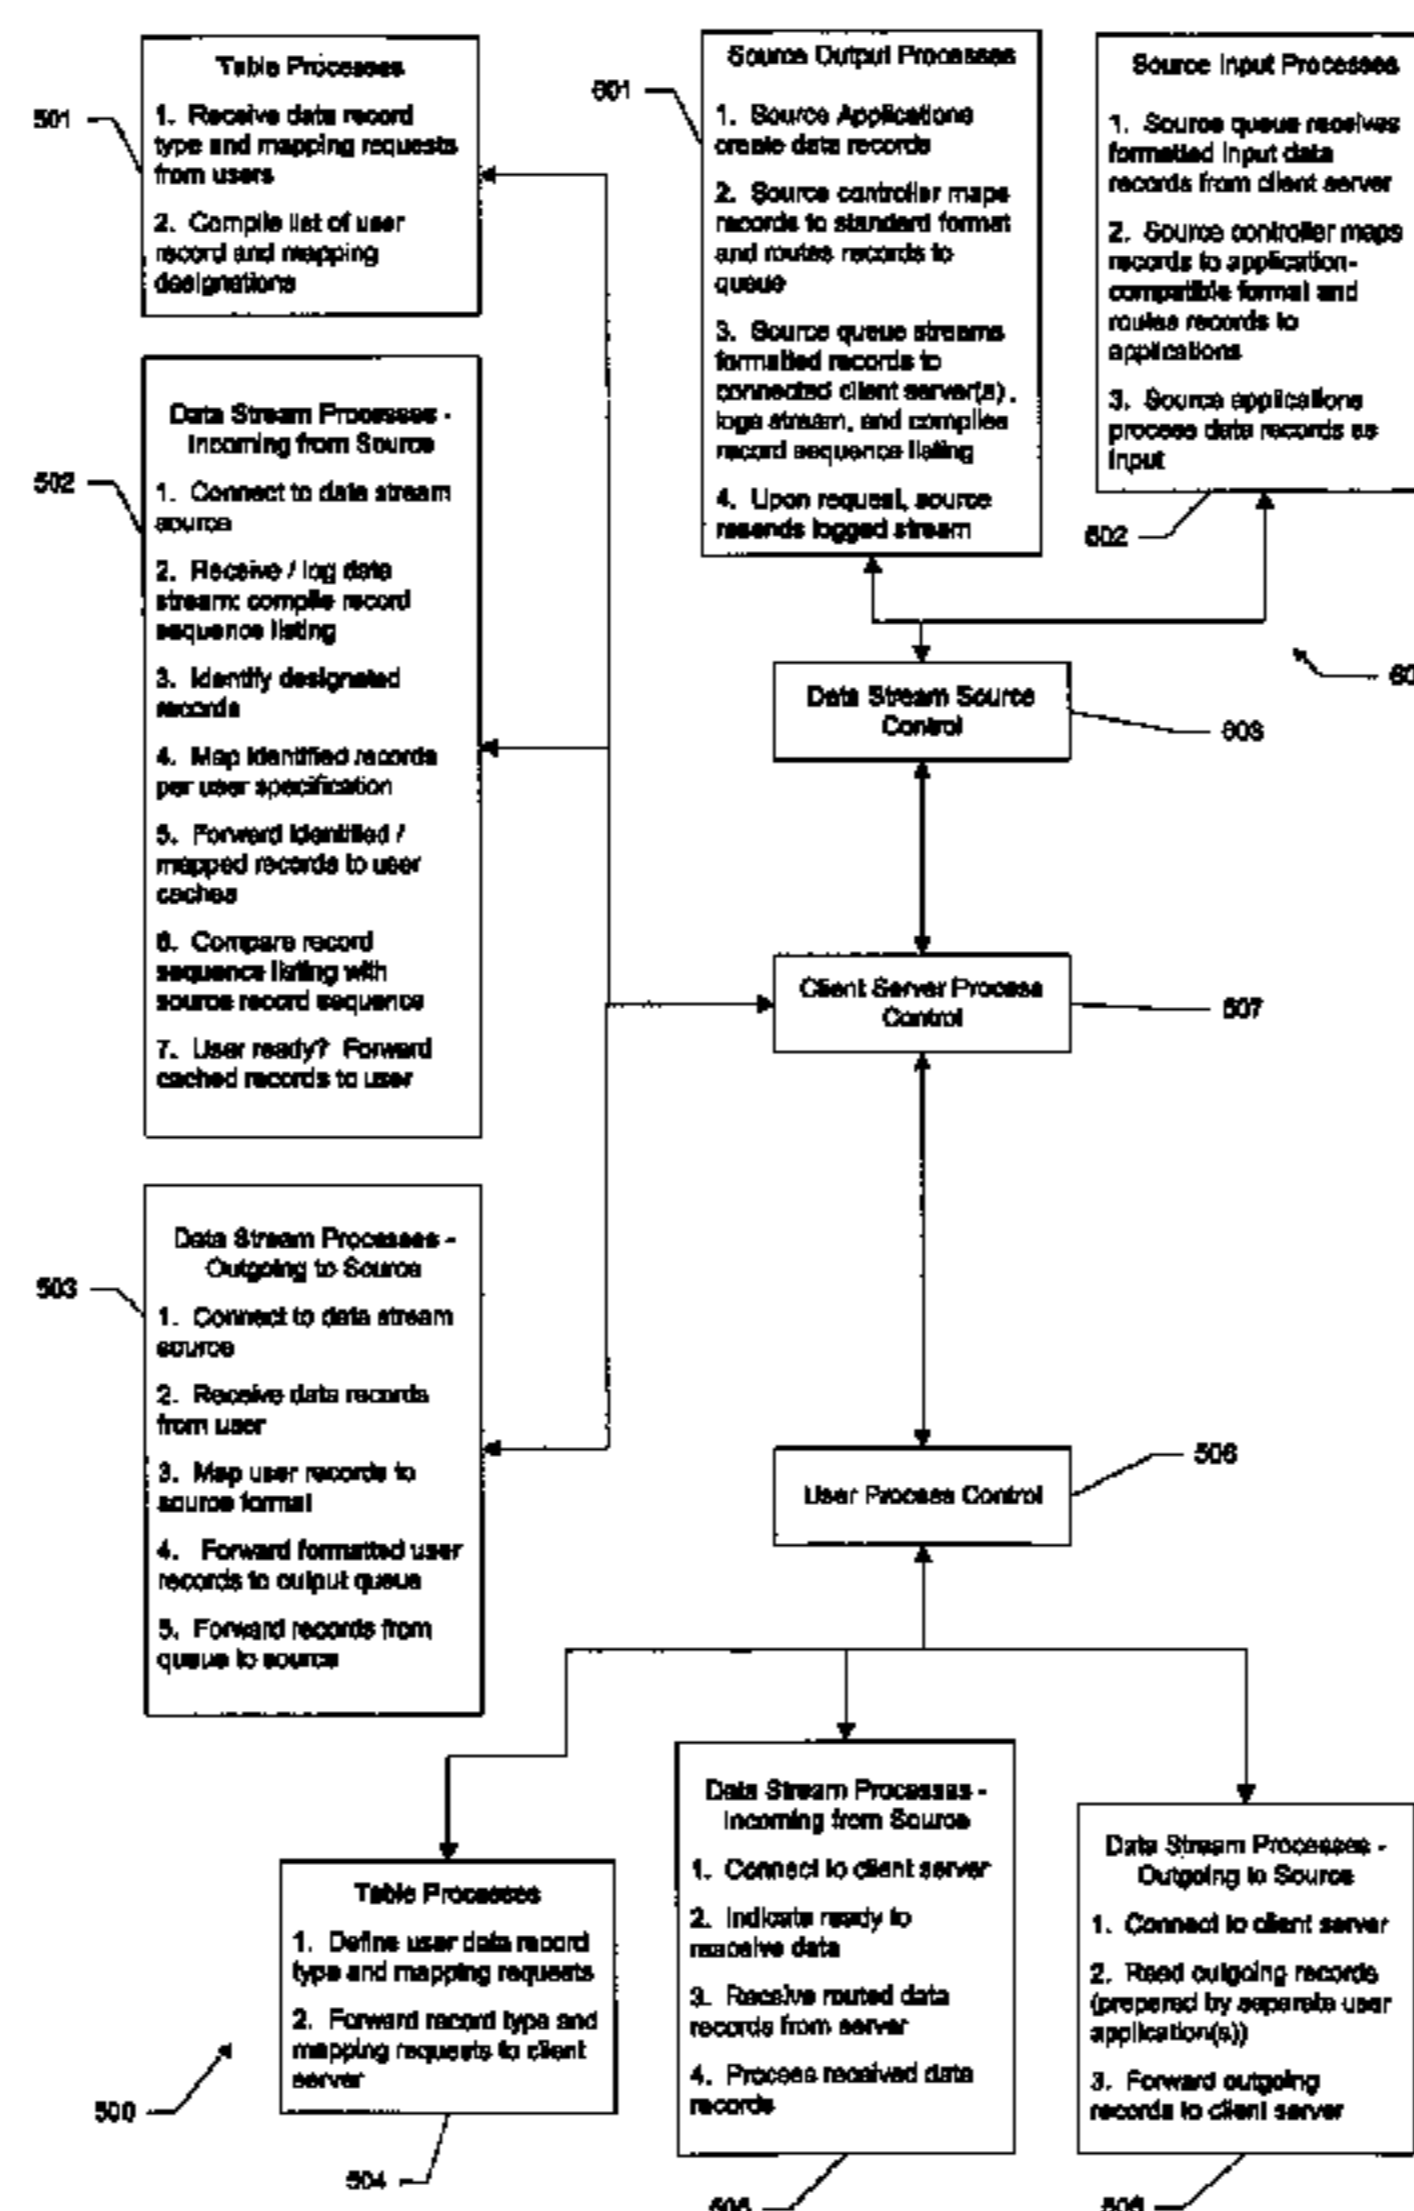 Table Processes
501
1. Receive data record
type and mapping requests
from users
2. Compile list of user
record and mapping
designations
Source Output Processes
601
1. Source Applications
create data records
2. Source controller maps
records to standard format
and routes records to
queue
3. Source queue streams
formatted records to
connected client server(s),
logs stream, and compiles
record sequence listing
4. Upon request, source
resends logged stream
Source Input Processes
1. Source queue receives
formatted input data
records from client server
2. Source controller maps
records to application-
compatible format and
routes records to
applications
3. Source applications
process data records as
input
602
Data Stream Processes -
Incoming from Source
502
1. Connect to data stream
source
2. Receive / log data
stream: compile record
sequence listing
3. Identify designated
records
4. Map identified records
per user specification
5. Forward identified /
mapped records to user
caches
6. Compare record
sequence listing with
source record sequence
7. User ready? Forward
cached records to user
60
Data Stream Source
Control
603
Client Server Process
Control
507
Data Stream Processes -
Outgoing to Source
503
1. Connect to data stream
source
2. Receive data records
from user
3. Map user records to
source format
4. Forward formatted user
records to output queue
5. Forward records from
queue to source
User Process Control
508
Table Processes
1. Define user data record
type and mapping requests
2. Forward record type and
mapping requests to client
server
500
504
Data Stream Processes -
Incoming from Source
1. Connect to client server
2. Indicate ready to
receive data
3. Receive routed data
records from server
4. Process received data
records
505
Data Stream Processes -
Outgoing to Source
1. Connect to client server
2. Read outgoing records
(prepared by separate user
application(s))
3. Forward outgoing
records to client server
506